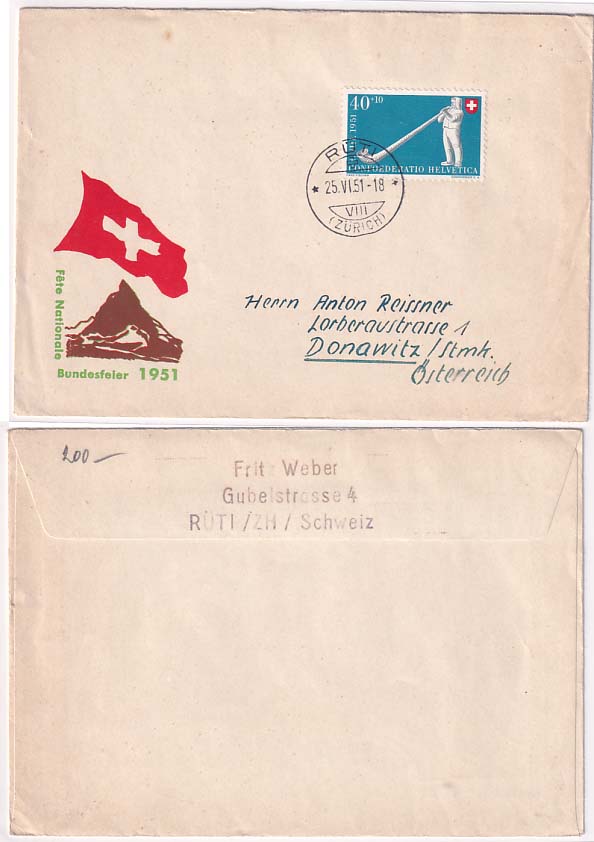 40+10
1951
CONFOEDERATIO HELVETICA
RÜTI
* 25.VI.51-18 *
VIII
(ZÜRICH)
Fête Nationale
Bundesfeier 1951
Herrn Anton Reissner
Lorberaustrasse 1
Donawitz/Stmk.
Österreich
200-
Fritz Weber
Gubelstrasse 4
RÜTI /ZH / Schweiz